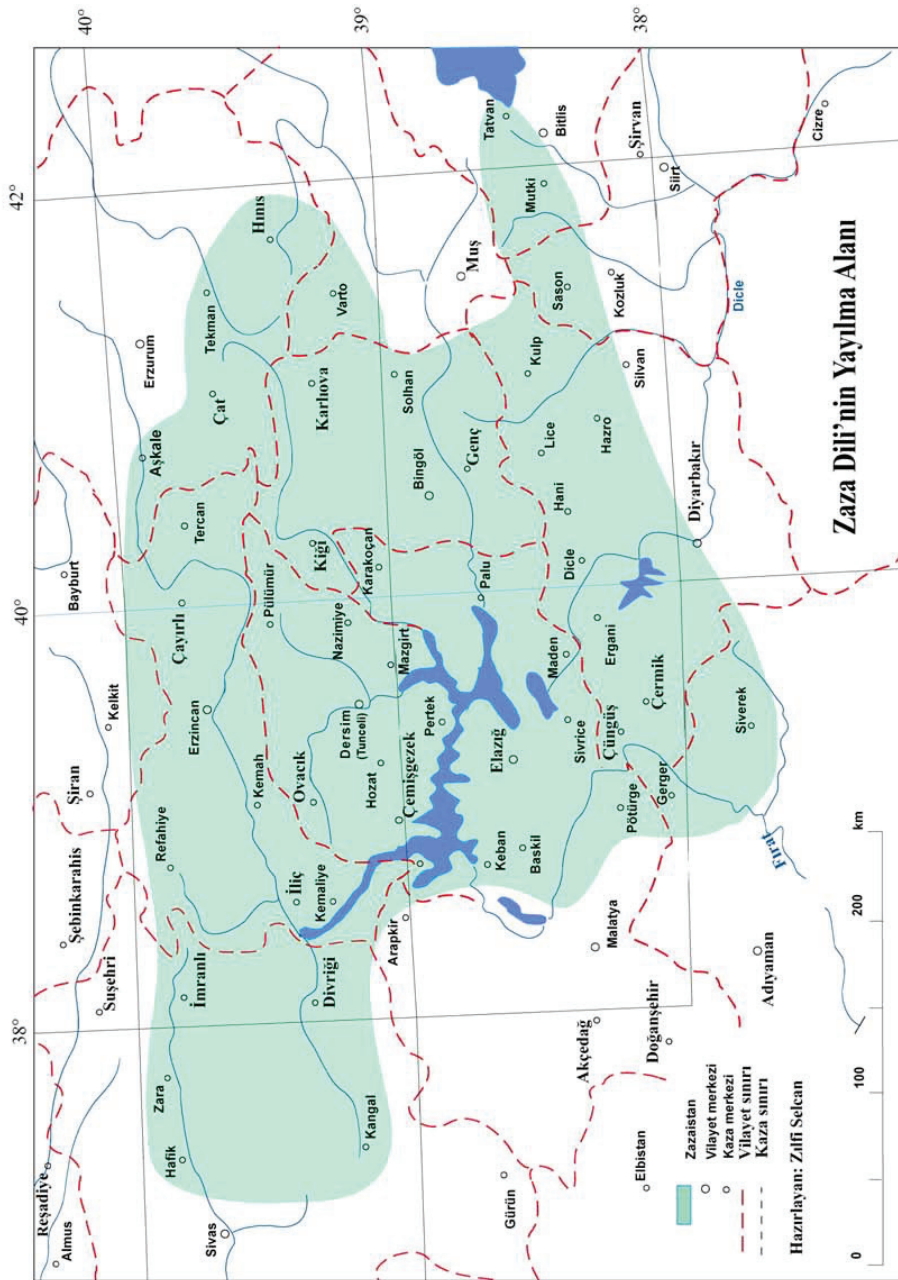 Zaza Dili’nin Yayılma Alanı
38°
40°
42°
40°
39°
38°
Reşadiye
Almus
Suşehri
Şebinkarahis
Şiran
Kelkit
Bayburt
Erzurum
Hafik
Zara
Sivas
İmranlı
Refahiye
Erzincan
Çayırlı
Tercan
Aşkale
Çat
Tekman
Hınıs
Kangal
Divriği
İliç
Kemaliye
Kemah
Ovacık
Pülümür
Kiğı
Karlıova
Varto
Arapkir
Hozat
Dersim
(Tunceli)
Nazimiye
Mazgirt
Karakoçan
Çemişgezek
Pertek
Bingöl
Solhan
Muş
Genç
Palu
Gürün
Keban
Baskil
Elazığ
Sivrice
Maden
Dicle
Hani
Lice
Kulp
Sason
Mutki
Tatvan
Bitlis
Akçedağ
Malatya
Pötürge
Çüngüş
Ergani
Hazro
Silvan
Kozluk
Şirvan
Siirt
Elbistan
Doğanşehir
Gerger
Çermik
Diyarbakır
Dicle
Cizre
Adıyaman
Siverek
Fırat
Zazaistan
Vilayet merkezi
Kaza merkezi
Vilayet sınırı
Kaza sınırı
Hazırlayan: Zılfi Selcan
0
100
200
km